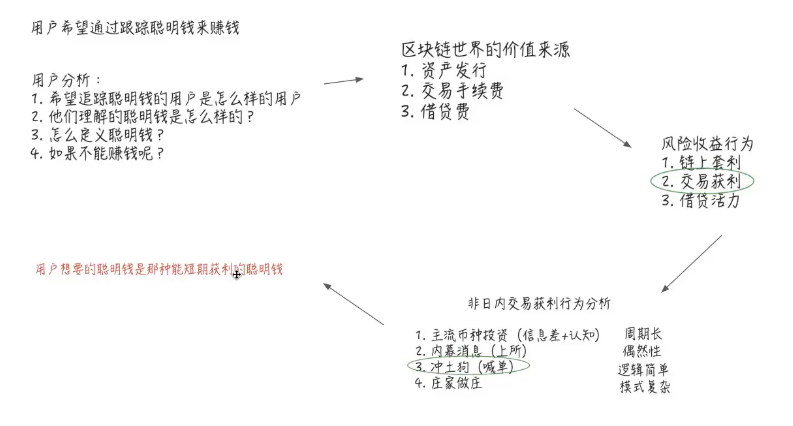 用户希望通过跟踪聪明钱来赚钱
用户分析：
1. 希望追踪聪明钱的用户是怎么样的用户
2. 他们理解的聪明钱是怎么样的？
3. 怎么定义聪明钱？
4. 如果不能赚钱呢？
区块链世界的价值来源
1. 资产发行
2. 交易手续费
3. 借贷费
风险收益行为
1. 链上套利
2. 交易获利
3. 借贷活力
非日内交易获利行为分析
1. 主流币种投资（信息差+认知） 周期长
2. 内幕消息（上所） 偶然性
3. 冲土狗（喊单） 逻辑简单
4. 庄家做庄 模式复杂
用户想要的聪明钱是那种能短期获利的聪明钱